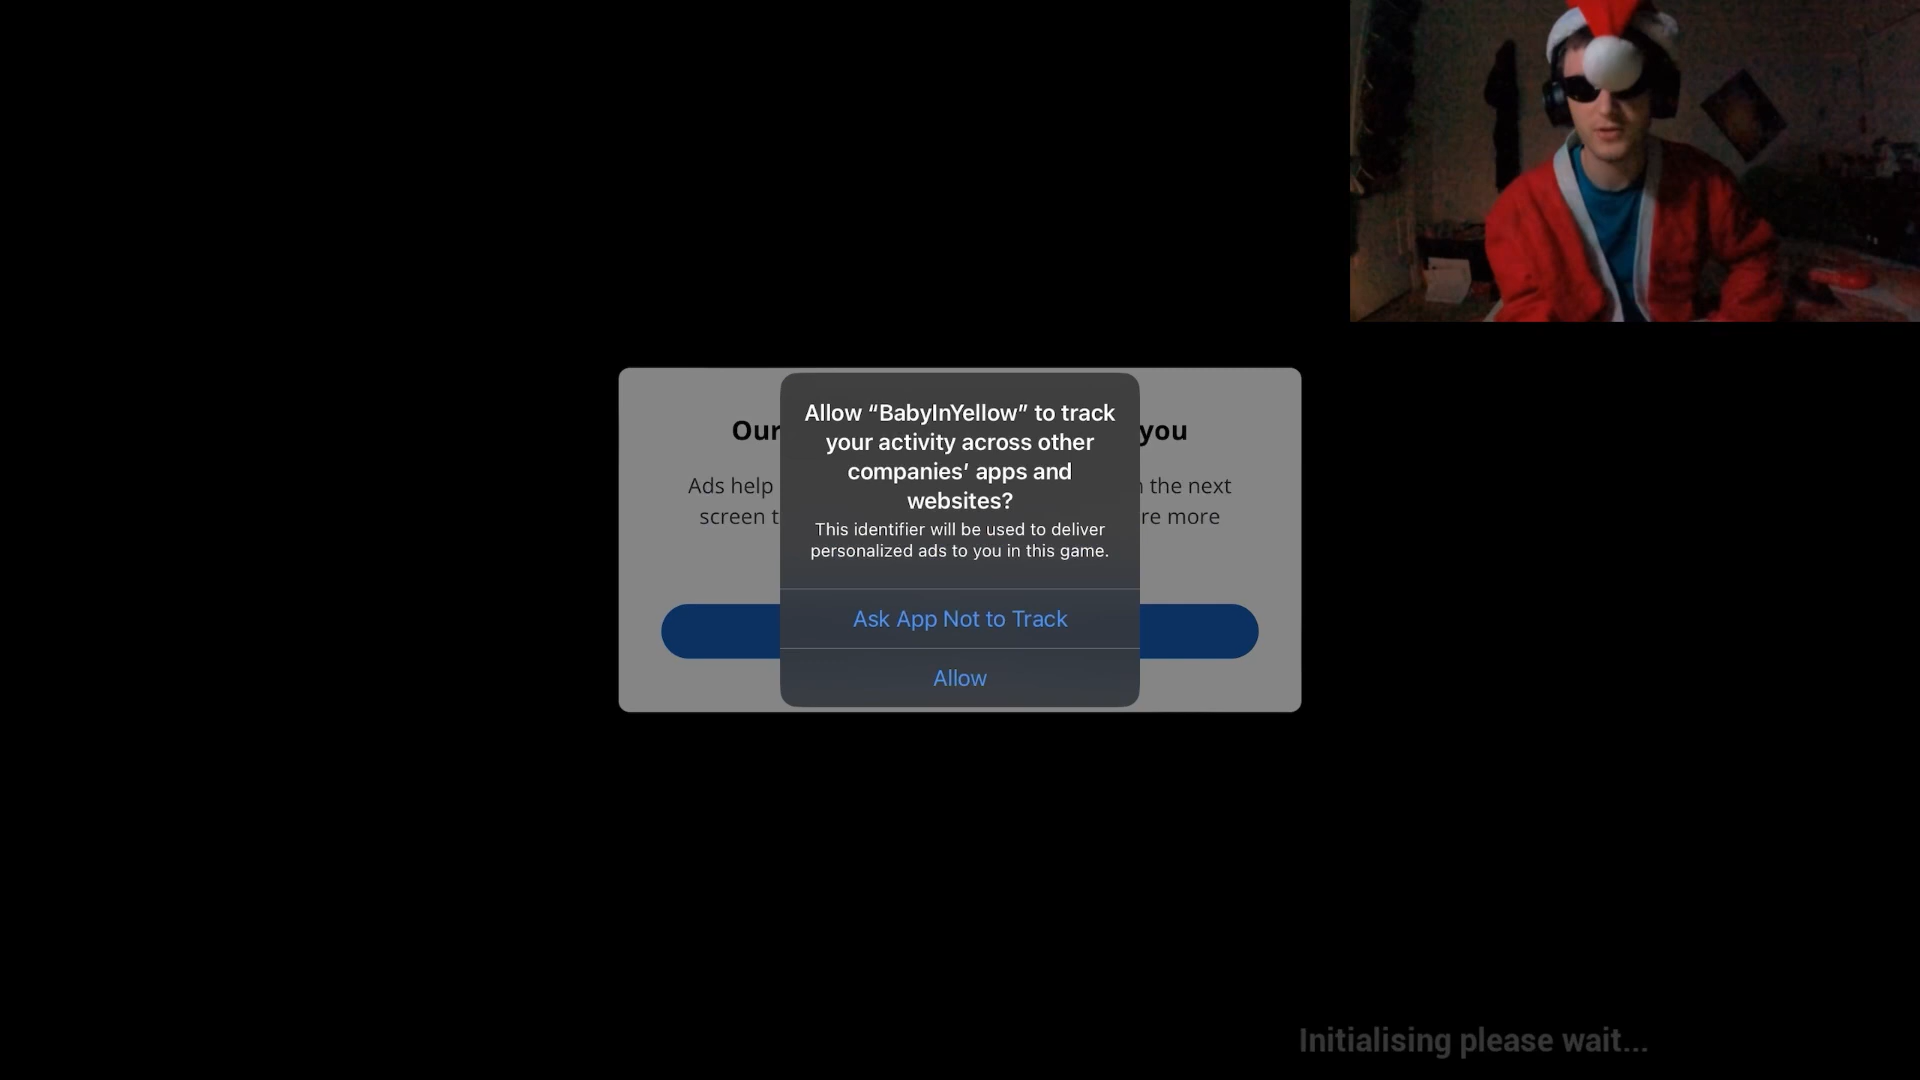 Our you
Allow “BabyInYellow” to track
your activity across other
companies’ apps and
websites?
Ads help n the next
screen t re more
This identifier will be used to deliver
personalized ads to you in this game.
Ask App Not to Track
Allow
Initialising please wait...